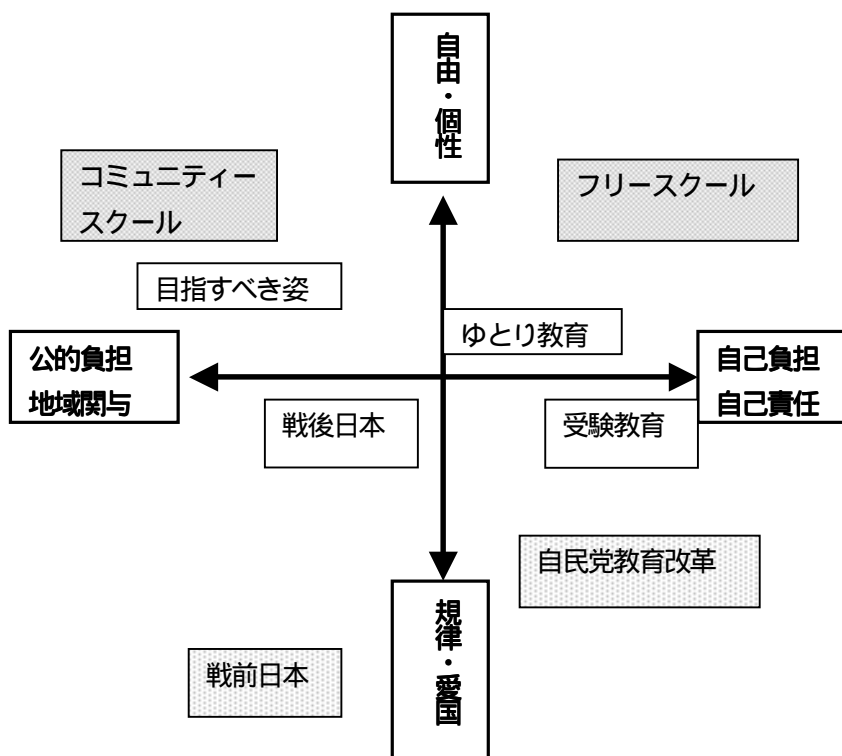 自由・個性
コミュニティー
スクール
フリースクール
目指すべき姿
ゆとり教育
公的負担
地域関与
自己負担
自己責任
戦後日本
受験教育
自民党教育改革
規律・愛国
戦前日本